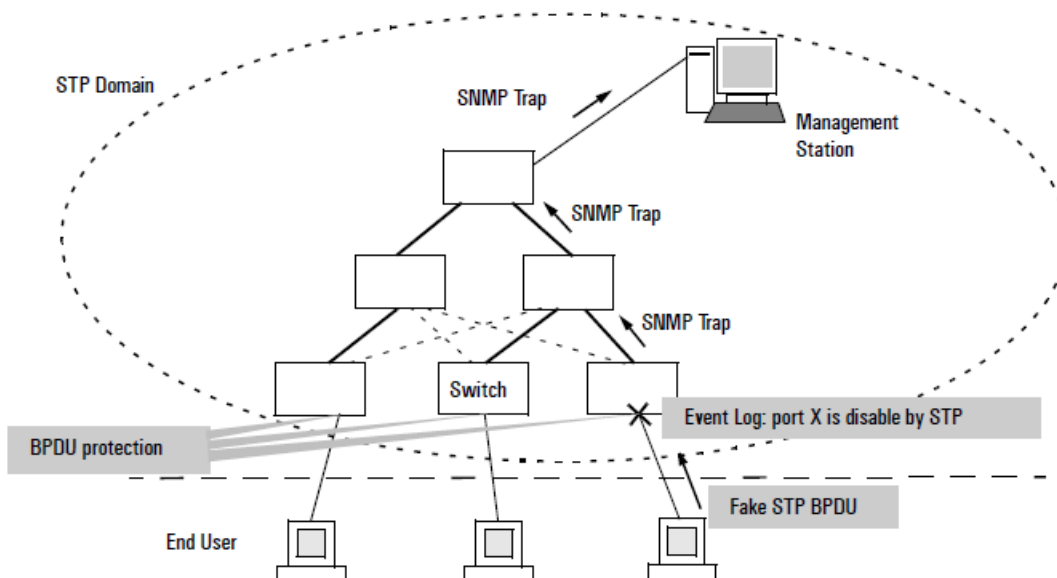 STP Domain
SNMP Trap
Management
Station
SNMP Trap
SNMP Trap
Switch
Event Log: port X is disable by STP
BPDU protection
Fake STP BPDU
End User